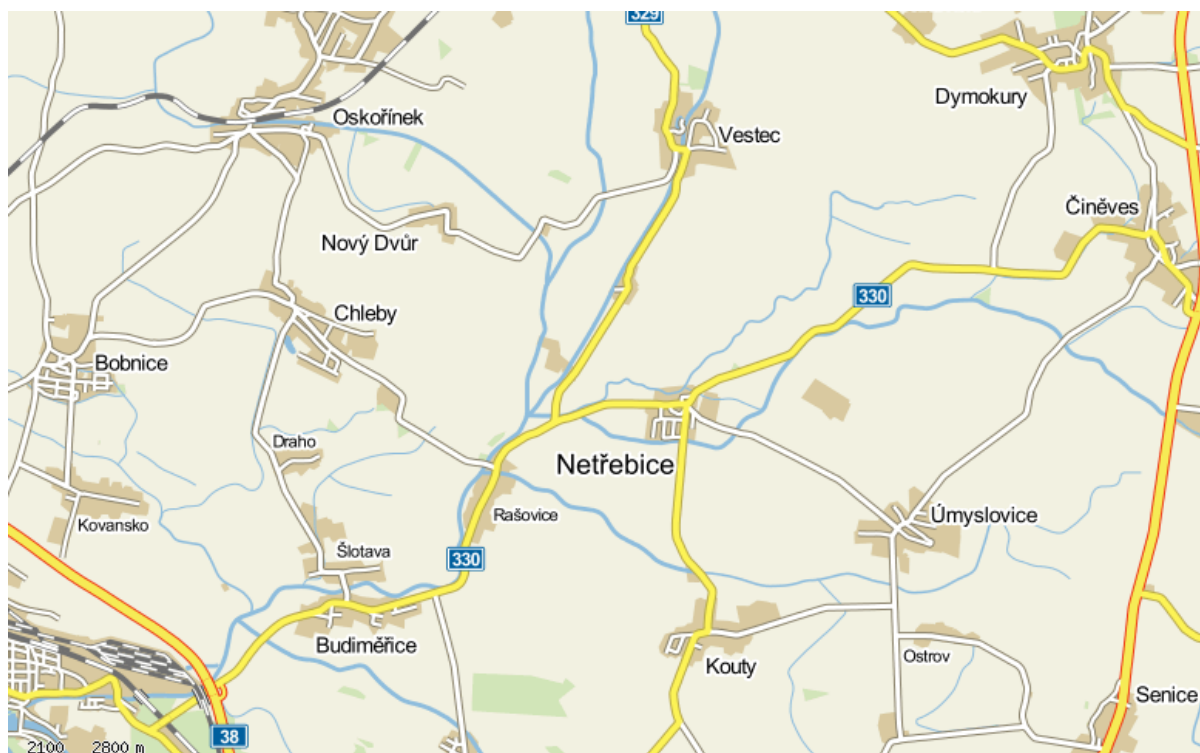 329
Dymokury
Oskořínek
Vestec
Činěves
Nový Dvůr
330
Chleby
Bobnice
Draho
Netřebice
Kovansko
Rašovice
Úmyslovice
Šlotava
330
Budiměřice
Kouty
Ostrov
Senice
38
2100 2800 m